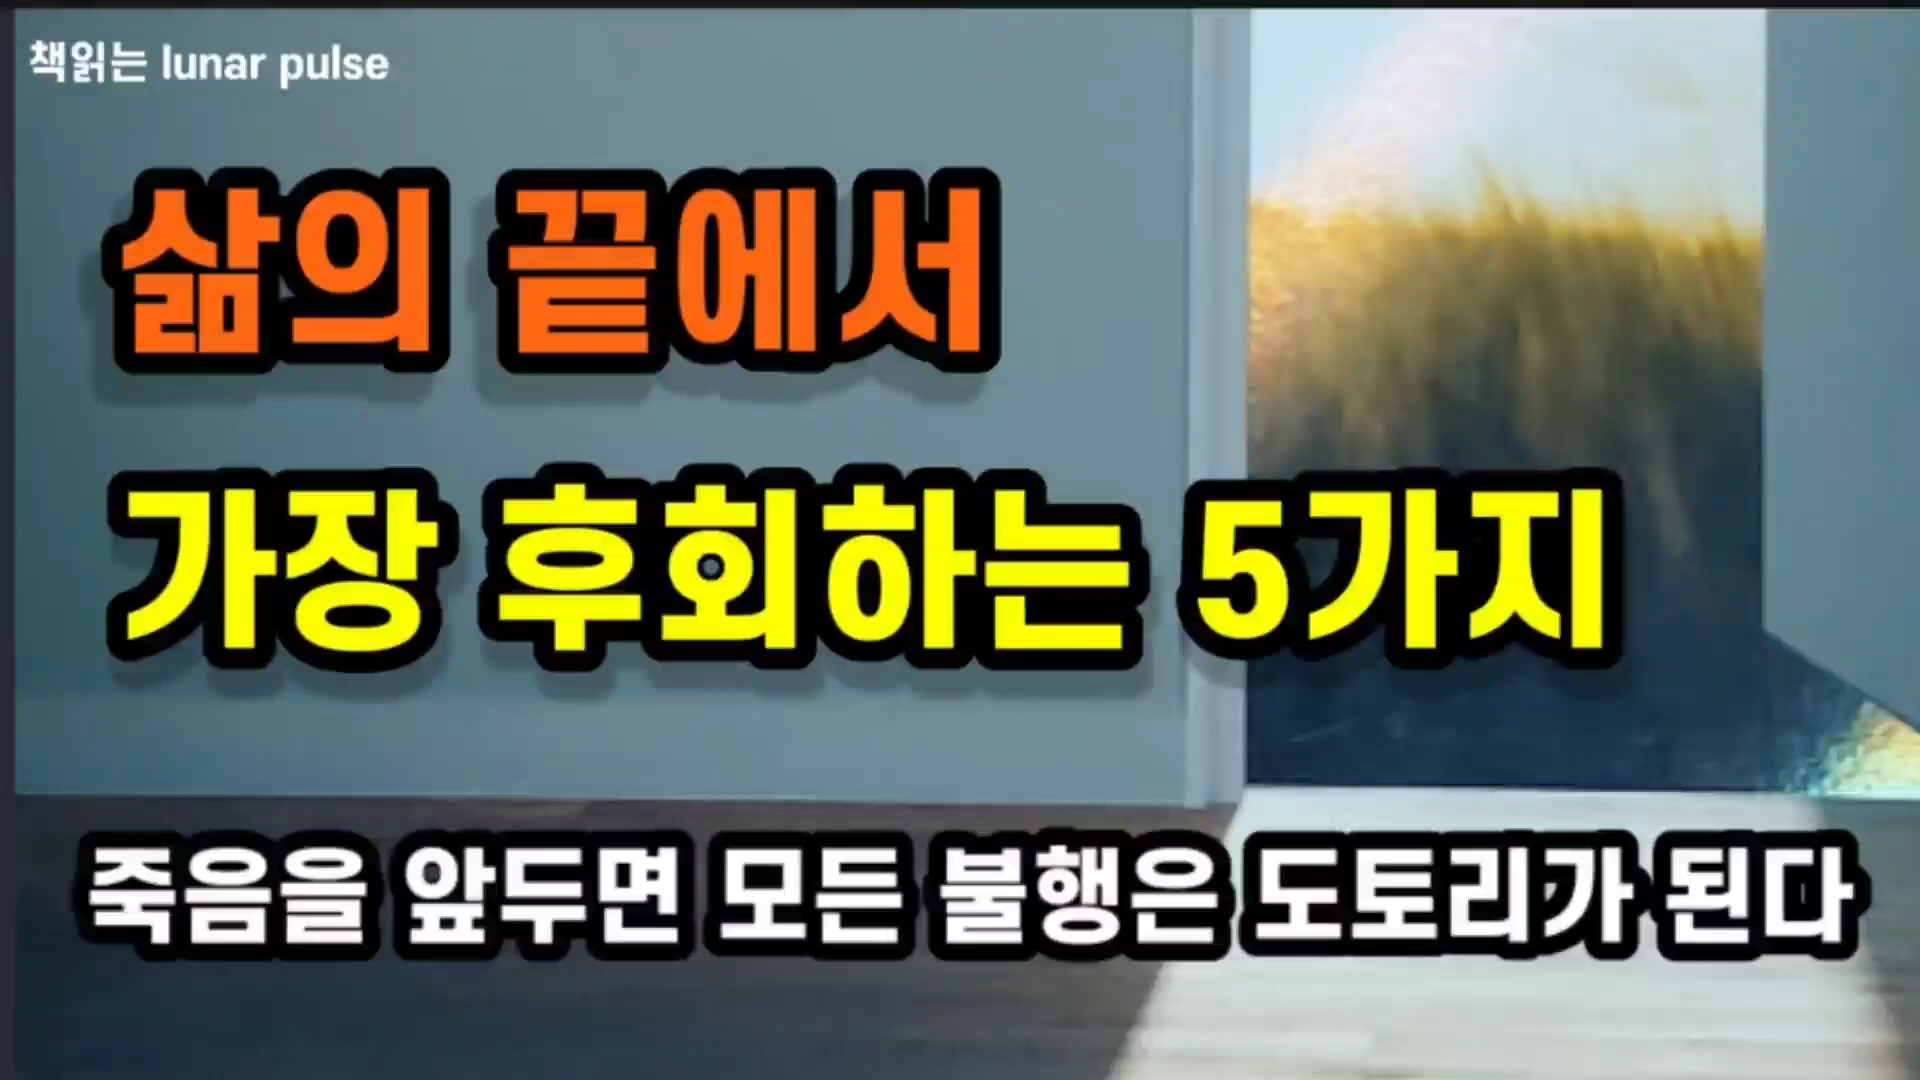 책읽는 lunar pulse
삶의 끝에서
가장 후회하는 5가지
죽음을 앞두면 모든 불행은 도토리가 된다